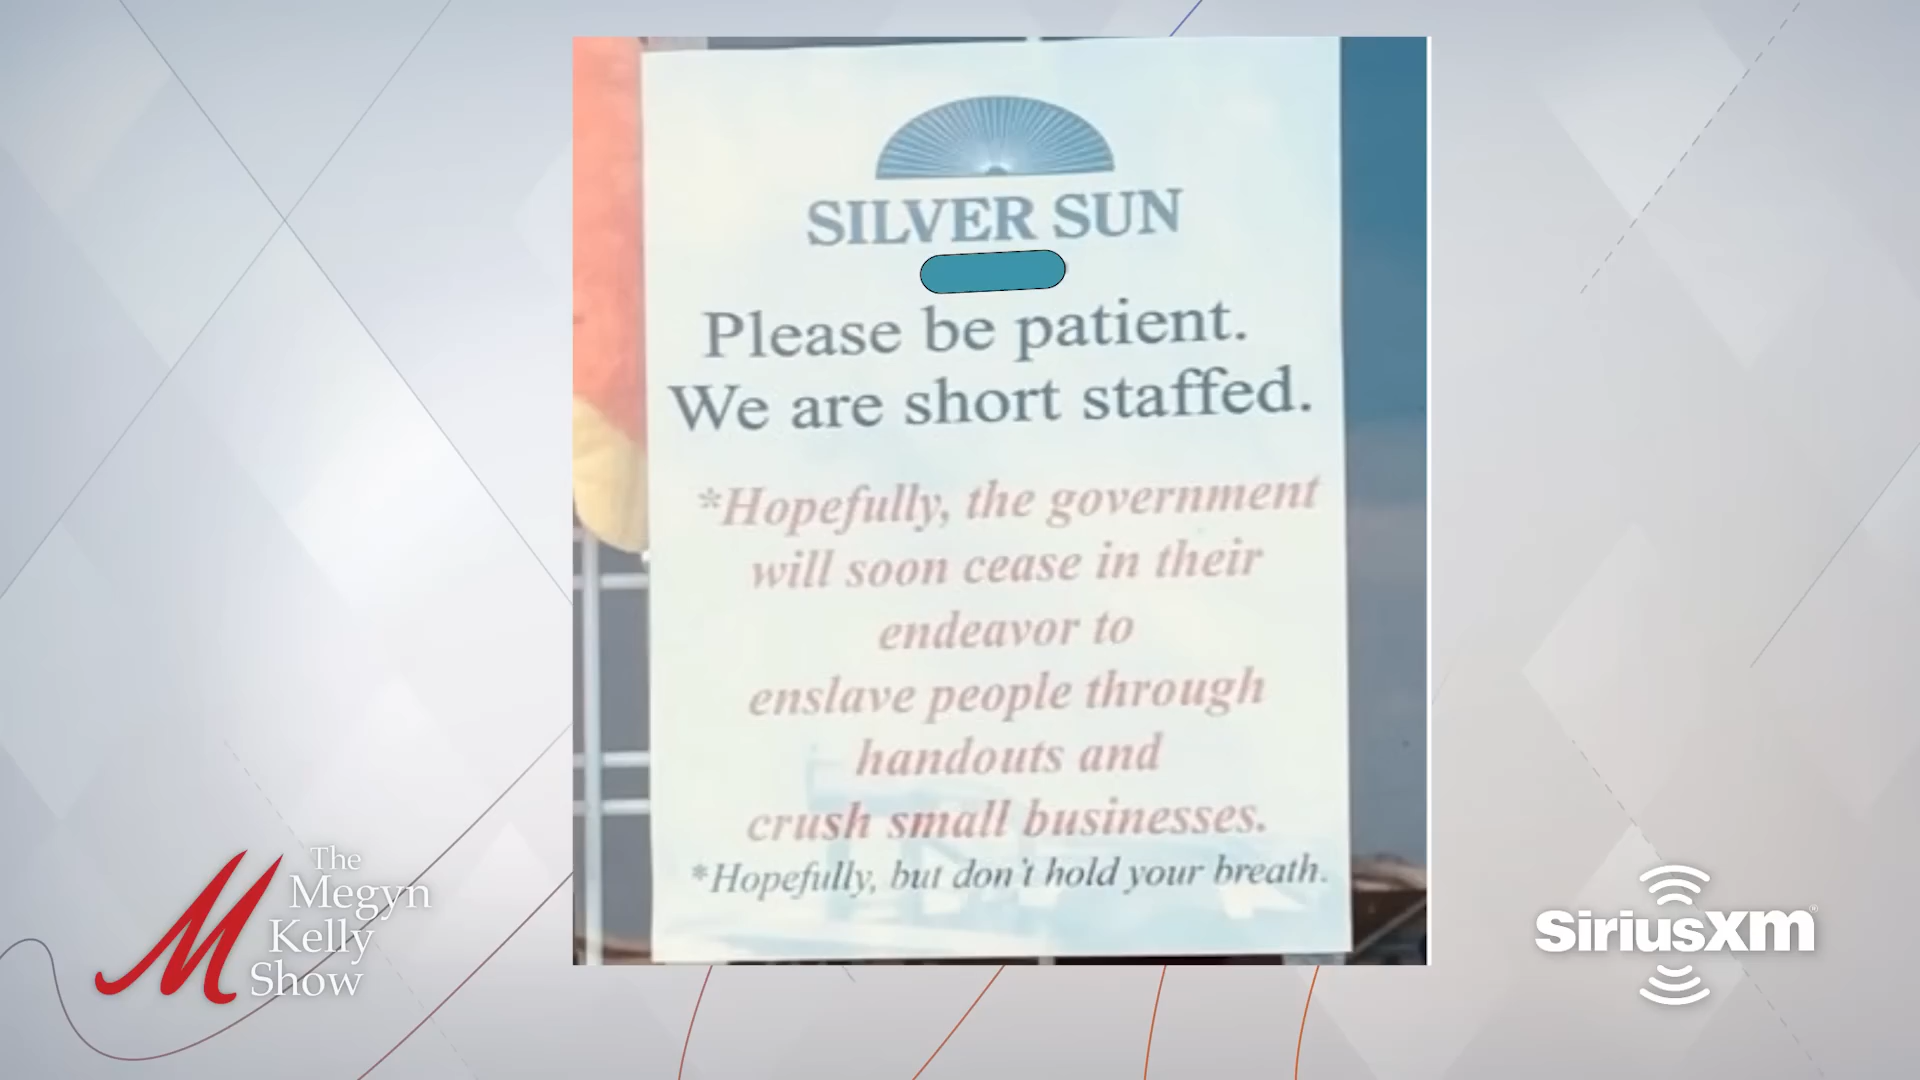 SILVER SUN
Please be patient.
We are short staffed.
*Hopefully, the government
will soon cease in their
endeavor to
enslave people through
handouts and
crush small businesses.
*Hopefully, but don't hold your breath.
The
Megyn
Kelly
Show
SiriusXM®